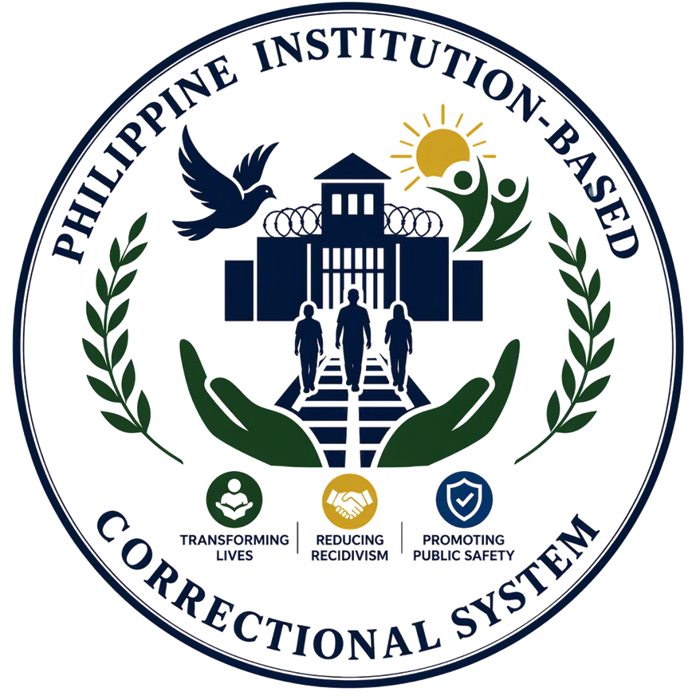 PHILIPPINE INSTITUTION-BASED
TRANSFORMING
LIVES
REDUCING
RECIDIVISM
PROMOTING
PUBLIC SAFETY
CORRECTIONAL SYSTEM